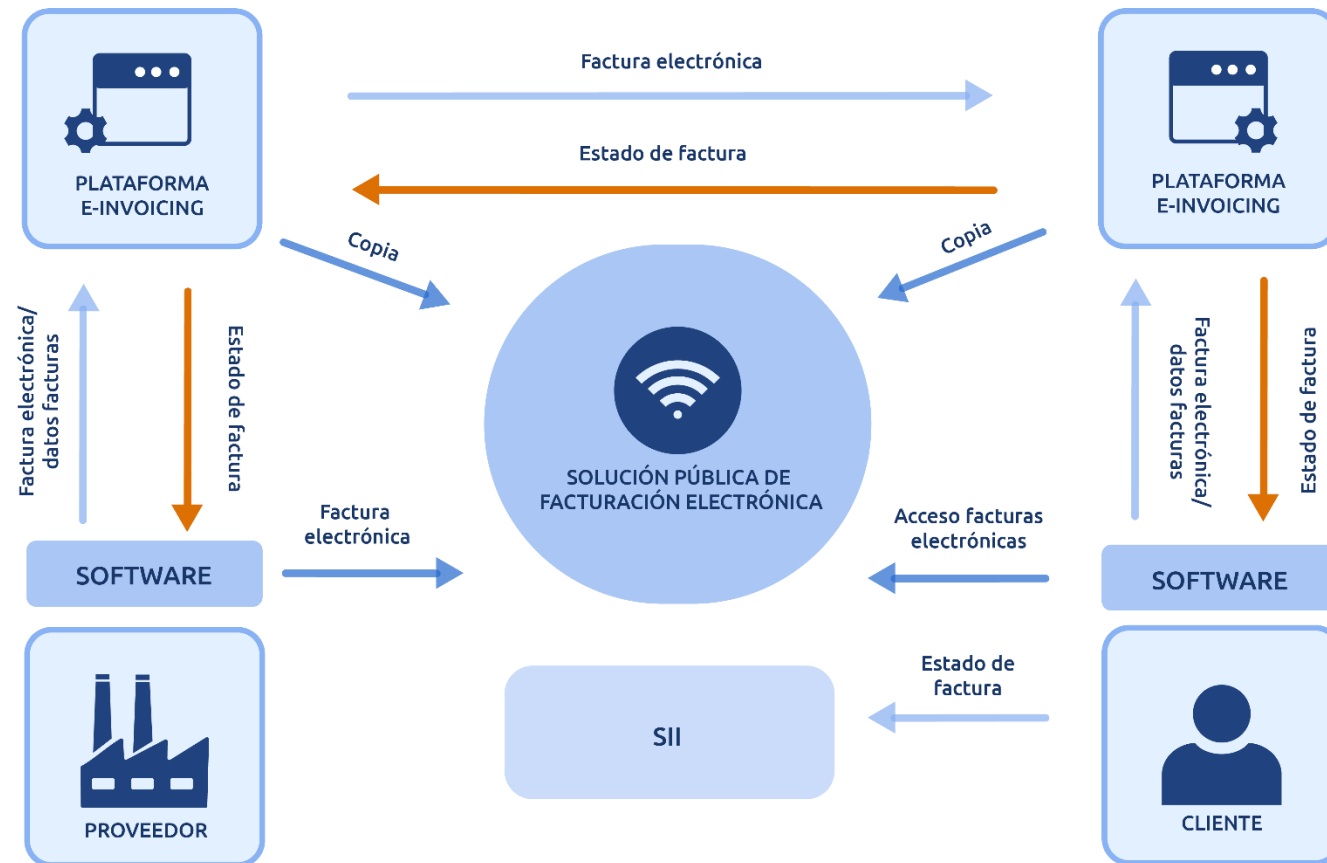 Factura electrónica
Estado de factura
PLATAFORMA
E-INVOICING
PLATAFORMA
E-INVOICING
Copia
Copia
Factura electrónica/
datos facturas
Estado de factura
Factura electrónica/
datos facturas
Estado de factura
SOLUCIÓN PÚBLICA DE
FACTURACIÓN ELECTRÓNICA
Factura
electrónica
Acceso facturas
electrónicas
SOFTWARE
SOFTWARE
Estado de
factura
SII
PROVEEDOR
CLIENTE